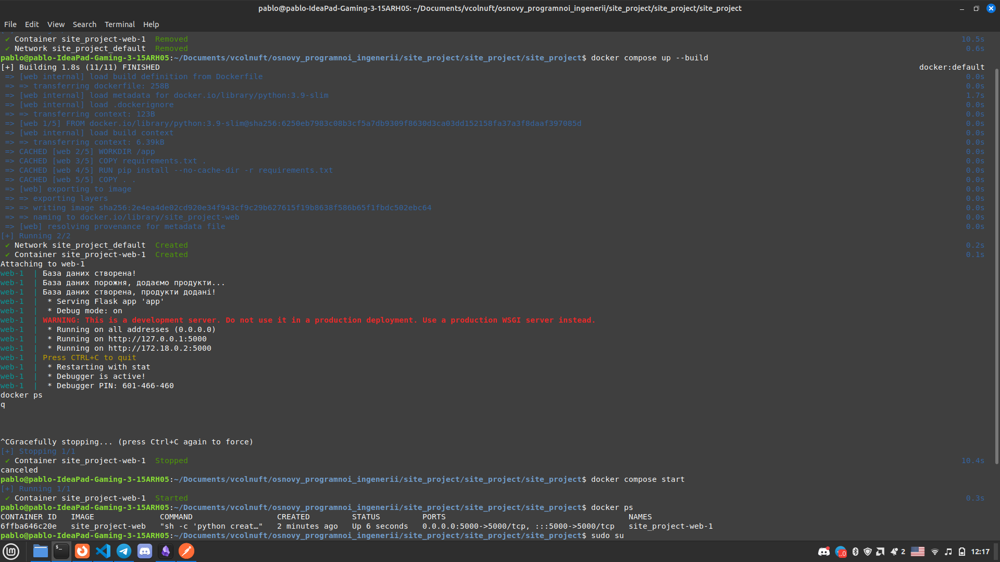 pablo@pablo-IdeaPad-Gaming-3-15ARH05: ~/Documents/vcolnuft/osnovy_programnoi_ingenerii/site_project/site_project/site_project
File Edit View Search Terminal Help
✔ Container site_project-web-1  Removed 10.5s
✔ Network site_project_default  Removed 0.6s
pablo@pablo-IdeaPad-Gaming-3-15ARH05:~/Documents/vcolnuft/osnovy_programnoi_ingenerii/site_project/site_project/site_project$ docker compose up --build
[+] Building 1.8s (11/11) FINISHED docker:default
=> [web internal] load build definition from Dockerfile 0.0s
=> => transferring dockerfile: 258B 0.0s
=> [web internal] load metadata for docker.io/library/python:3.9-slim 1.7s
=> [web internal] load .dockerignore 0.0s
=> => transferring context: 123B 0.0s
=> [web 1/5] FROM docker.io/library/python:3.9-slim@sha256:6250eb7983c08b3cf5a7db9309f8630d3ca03dd152158fa37a3f8daaf397085d 0.0s
=> [web internal] load build context 0.0s
=> => transferring context: 6.39kB 0.0s
=> CACHED [web 2/5] WORKDIR /app 0.0s
=> CACHED [web 3/5] COPY requirements.txt . 0.0s
=> CACHED [web 4/5] RUN pip install --no-cache-dir -r requirements.txt 0.0s
=> CACHED [web 5/5] COPY . . 0.0s
=> [web] exporting to image 0.0s
=> => exporting layers 0.0s
=> => writing image sha256:2e4ea4de02cd920e34f943cf9c29b627615f19b8638f586b65f1fbdc502ebc64 0.0s
=> => naming to docker.io/library/site_project-web 0.0s
=> [web] resolving provenance for metadata file 0.0s
[+] Running 2/2
✔ Network site_project_default  Created 0.2s
✔ Container site_project-web-1  Created 0.1s
Attaching to web-1
web-1  | База даних створена!
web-1  | База даних порожня, додаємо продукти...
web-1  | База даних створена, продукти додані!
web-1  |  * Serving Flask app 'app'
web-1  |  * Debug mode: on
web-1  | WARNING: This is a development server. Do not use it in a production deployment. Use a production WSGI server instead.
web-1  |  * Running on all addresses (0.0.0.0)
web-1  |  * Running on http://127.0.0.1:5000
web-1  |  * Running on http://172.18.0.2:5000
web-1  | Press CTRL+C to quit
web-1  |  * Restarting with stat
web-1  |  * Debugger is active!
web-1  |  * Debugger PIN: 601-466-460
docker ps
q
^CGracefully stopping... (press Ctrl+C again to force)
[+] Stopping 1/1
✔ Container site_project-web-1  Stopped 10.4s
canceled
pablo@pablo-IdeaPad-Gaming-3-15ARH05:~/Documents/vcolnuft/osnovy_programnoi_ingenerii/site_project/site_project/site_project$ docker compose start
[+] Running 1/1
✔ Container site_project-web-1  Started 0.3s
pablo@pablo-IdeaPad-Gaming-3-15ARH05:~/Documents/vcolnuft/osnovy_programnoi_ingenerii/site_project/site_project/site_project$ docker ps
CONTAINER ID   IMAGE              COMMAND                  CREATED         STATUS         PORTS                                       NAMES
6ffba646c20e   site_project-web   "sh -c 'python creat…"   2 minutes ago   Up 6 seconds   0.0.0.0:5000->5000/tcp, :::5000->5000/tcp   site_project-web-1
pablo@pablo-IdeaPad-Gaming-3-15ARH05:~/Documents/vcolnuft/osnovy_programnoi_ingenerii/site_project/site_project/site_project$ sudo su
2 12:17